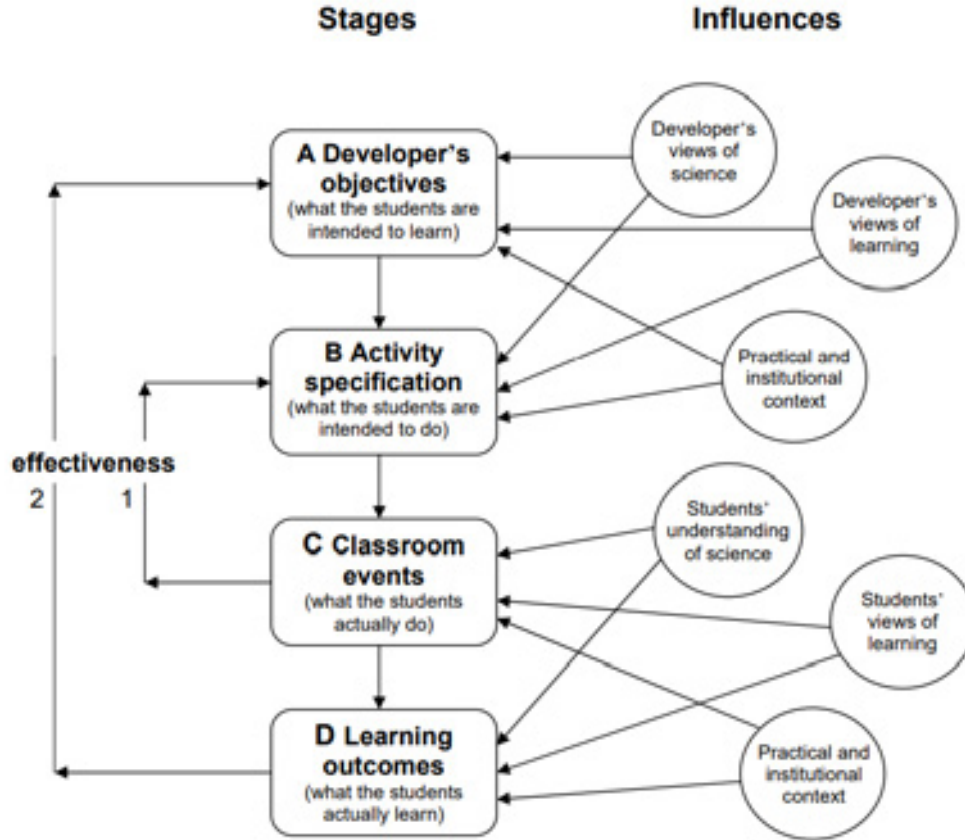 Stages
Influences
A Developer's
objectives
(what the students are
intended to learn)
Developer's
views of
science
Developer's
views of
learning
B Activity
specification
(what the students are
intended to do)
Practical and
institutional
context
effectiveness
2
1
C Classroom
events
(what the students
actually do)
Students'
understanding
of science
Students'
views of
learning
D Learning
outcomes
(what the students
actually learn)
Practical and
institutional
context